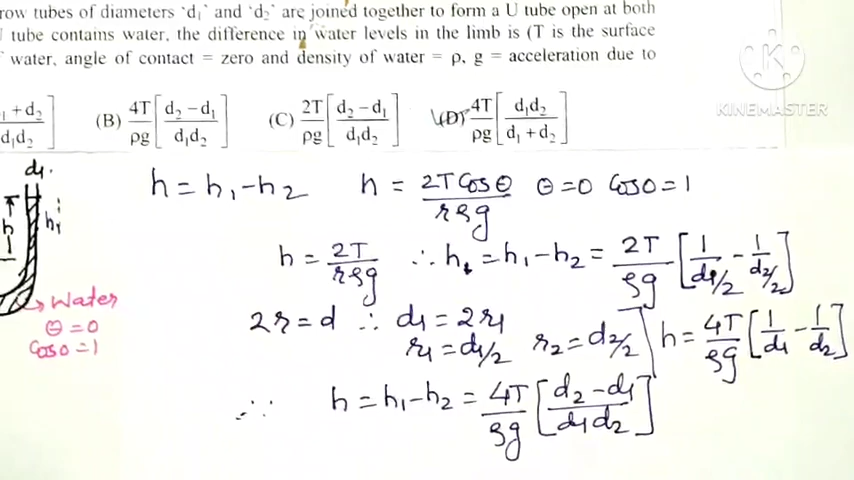 row tubes of diameters 'd₁' and 'd₂' are joined together to form a U tube open at both
tube contains water, the difference in water levels in the limb is (T is the surface
water, angle of contact = zero and density of water = ρ, g = acceleration due to
KINEMASTER
₁ + d₂ / d₁d₂] (B) 4T/ρg [d₂ − d₁ / d₁d₂] (C) 2T/ρg [d₂ − d₁ / d₁d₂] (D) 4T/ρg [d₁d₂ / d₁ + d₂]
d₁.
h = h₁ - h₂ h = 2T Cosθ / rρg θ = 0 Cos0 = 1
h h₁
h = 2T / rρg ∴ h = h₁ - h₂ = 2T/ρg [1/d₁/2 - 1/d₂/2]
Water
θ = 0
Cos0 = 1
2r = d ∴ d₁ = 2r₁
r₁ = d₁/2 r₂ = d₂/2 h = 4T/ρg [1/d₁ - 1/d₂]
∴ h = h₁ - h₂ = 4T/ρg [d₂ - d₁ / d₁d₂]